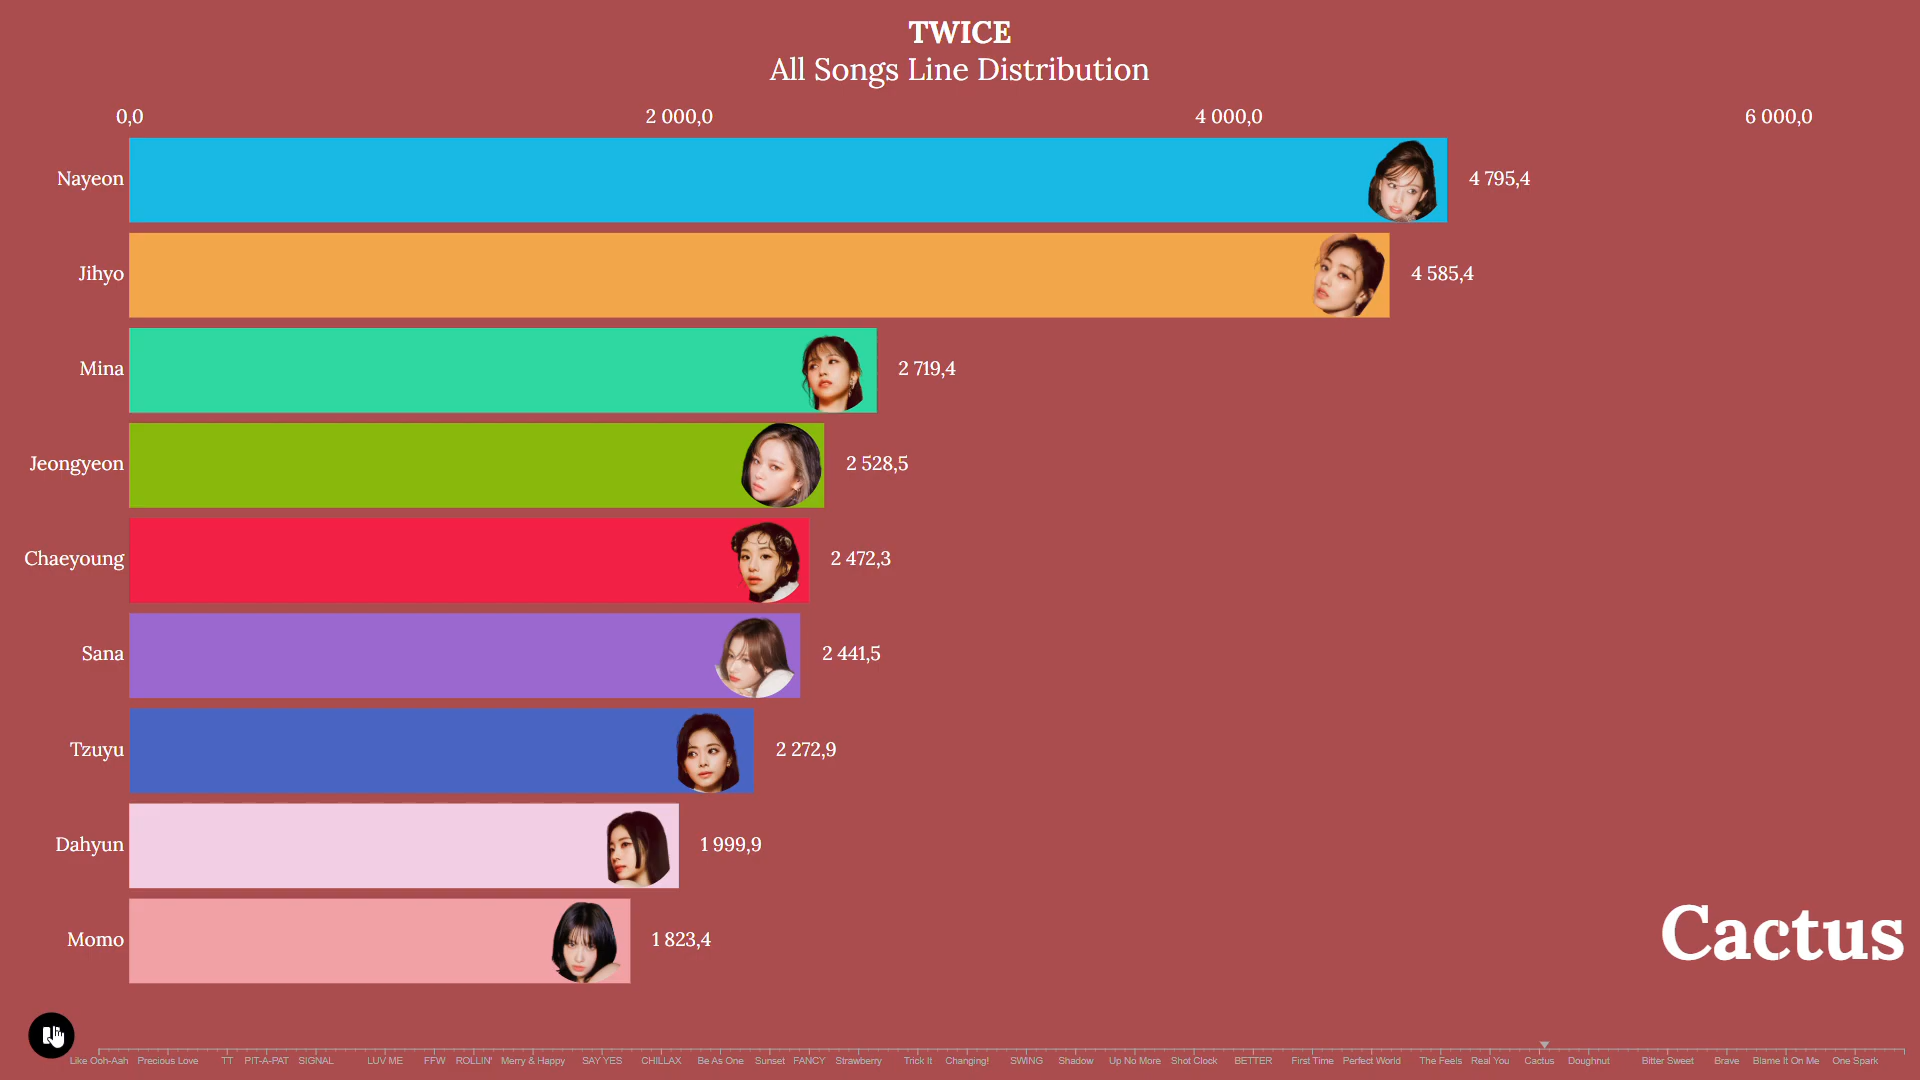 TWICE
All Songs Line Distribution
0,0 2 000,0 4 000,0 6 000,0
Nayeon 4 795,4
Jihyo 4 585,4
Mina 2 719,4
Jeongyeon 2 528,5
Chaeyoung 2 472,3
Sana 2 441,5
Tzuyu 2 272,9
Dahyun 1 999,9
Momo 1 823,4
Cactus
Like Ooh-Aah Precious Love TT PIT-A-PAT SIGNAL LUV ME FFW ROLLIN' Merry & Happy SAY YES CHILLAX Be As One Sunset FANCY Strawberry Trick It Changing! SWING Shadow Up No More Shot Clock BETTER First Time Perfect World The Feels Real You Cactus Doughnut Bitter Sweet Brave Blame It On Me One Spark